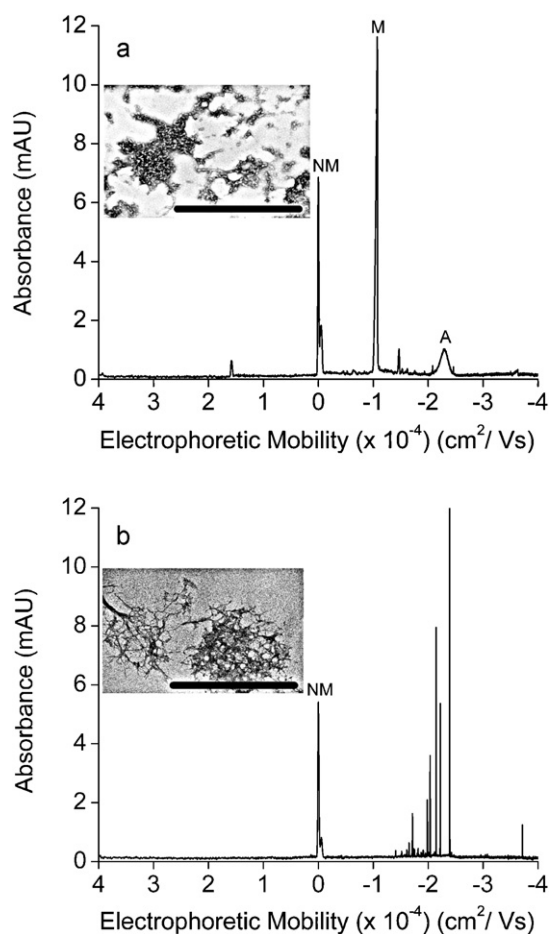 a
M
NM
A
12
10
8
6
4
2
0
Absorbance (mAU)
4 3 2 1 0 -1 -2 -3 -4
Electrophoretic Mobility (x 10⁻⁴) (cm²/ Vs)
b
NM
12
10
8
6
4
2
0
Absorbance (mAU)
4 3 2 1 0 -1 -2 -3 -4
Electrophoretic Mobility (x 10⁻⁴) (cm²/ Vs)